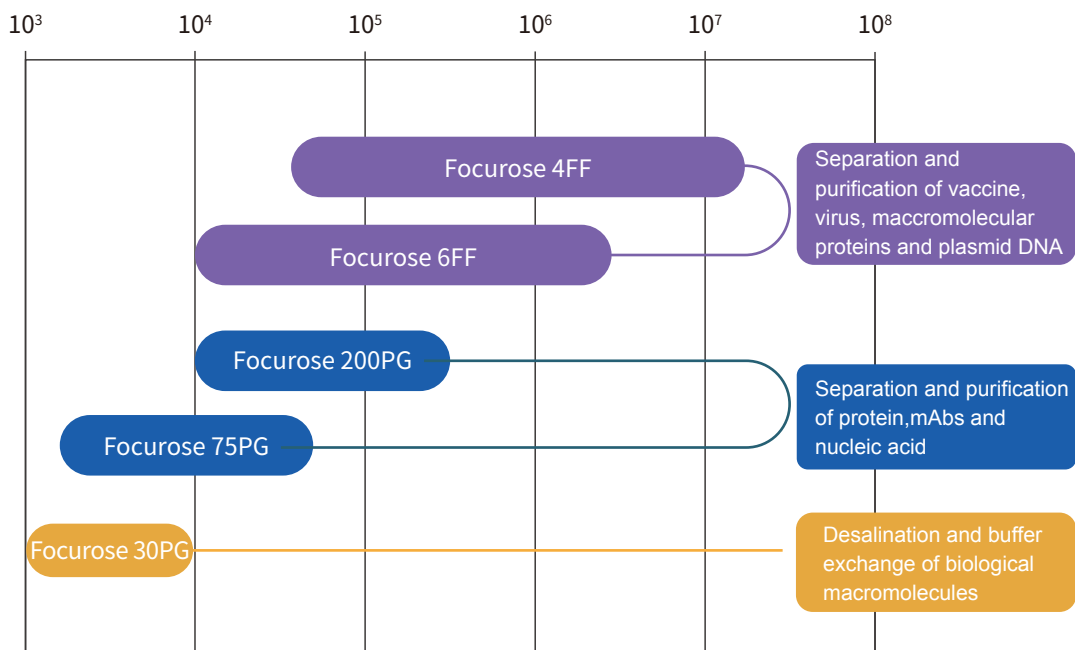 10³ 10⁴ 10⁵ 10⁶ 10⁷ 10⁸
Focurose 4FF
Separation and
purification of vaccine,
virus, maccromolecular
proteins and plasmid DNA
Focurose 6FF
Focurose 200PG
Focurose 75PG
Separation and purification
of protein,mAbs and
nucleic acid
Focurose 30PG
Desalination and buffer
exchange of biological
macromolecules